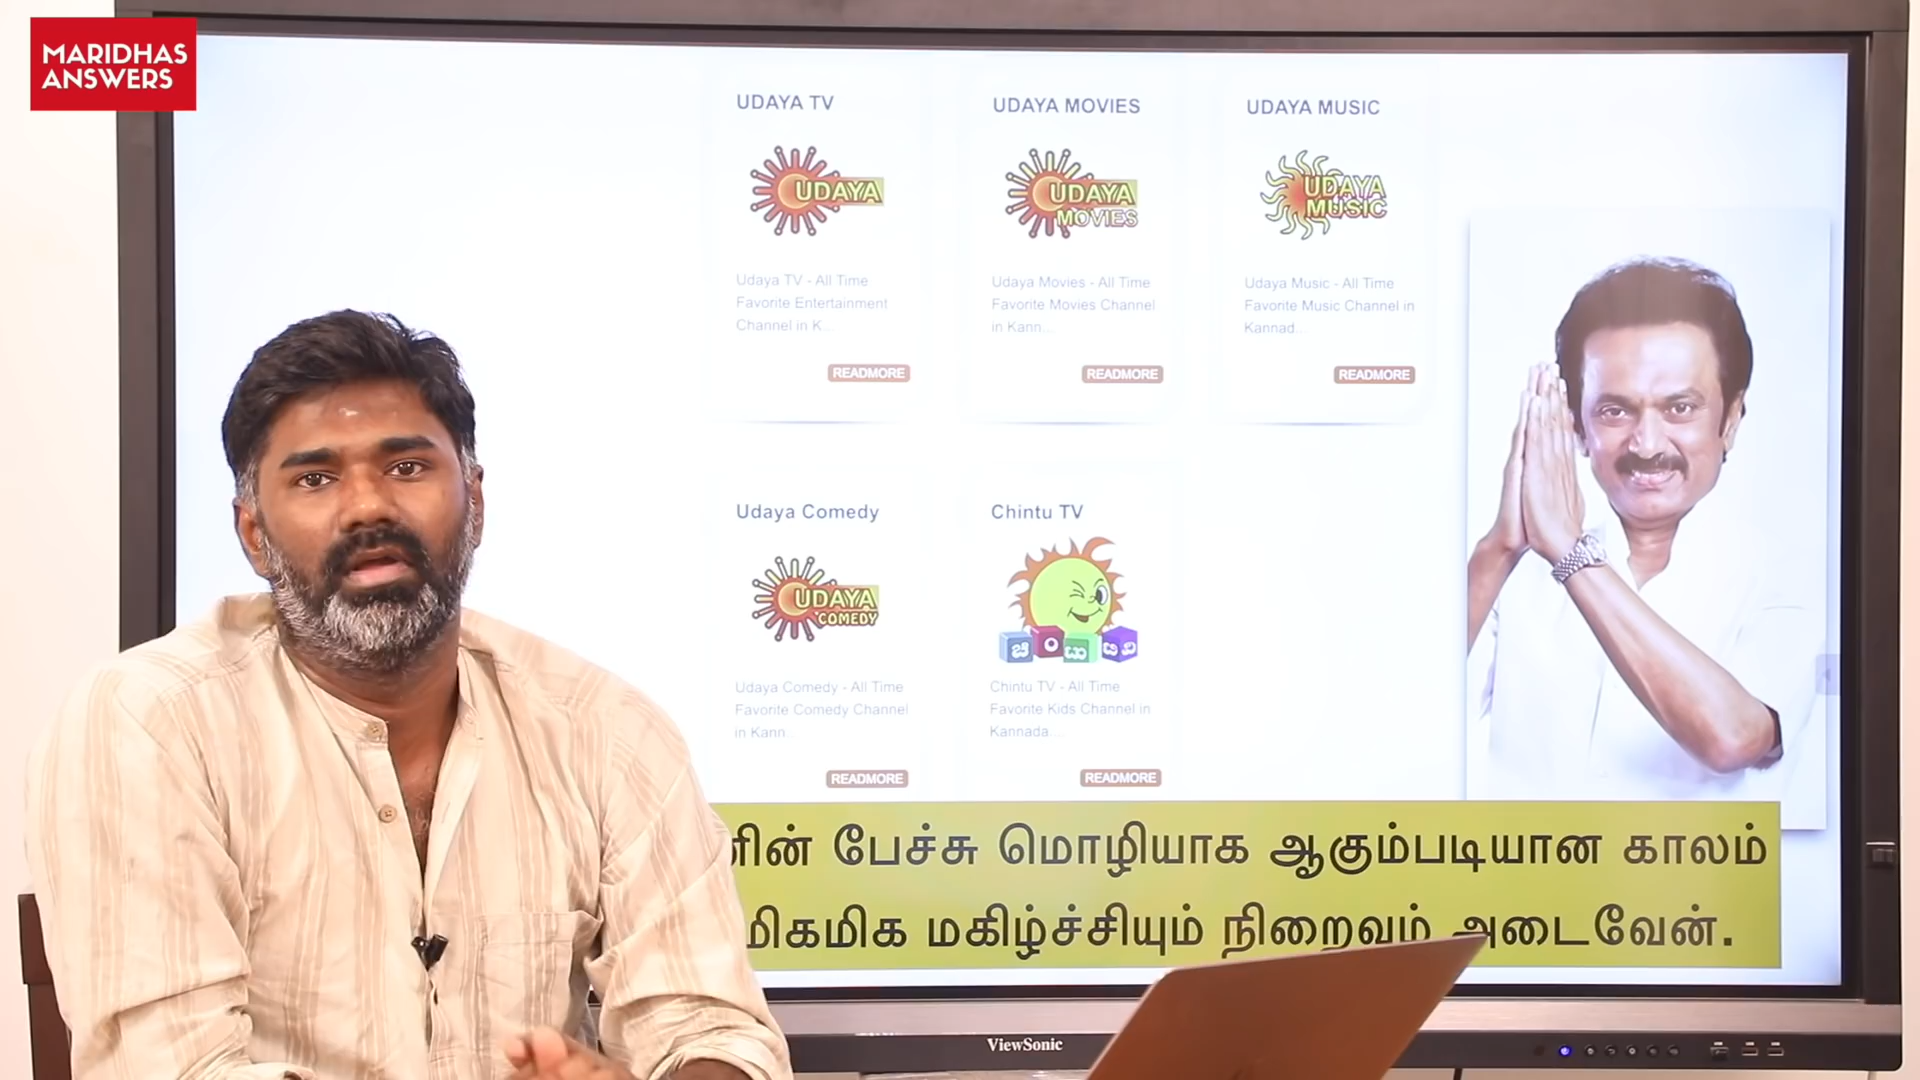 MARIDHAS
ANSWERS
UDAYA TV
UDAYA
Udaya TV - All Time
Favorite Entertainment
Channel in K...
READMORE
UDAYA MOVIES
UDAYA
MOVIES
Udaya Movies - All Time
Favorite Movies Channel
in Kann...
READMORE
UDAYA MUSIC
UDAYA
MUSIC
Udaya Music - All Time
Favorite Music Channel in
Kannad...
READMORE
Udaya Comedy
UDAYA
COMEDY
Udaya Comedy - All Time
Favorite Comedy Channel
in Kann...
READMORE
Chintu TV
ಚಿಂಟು ಟಿವಿ
Chintu TV - All Time
Favorite Kids Channel in
Kannada...
READMORE
பேச்சு மொழியாக ஆகும்படியான காலம்
மிகமிக மகிழ்ச்சியும் நிறைவும் அடைவேன்.
ViewSonic